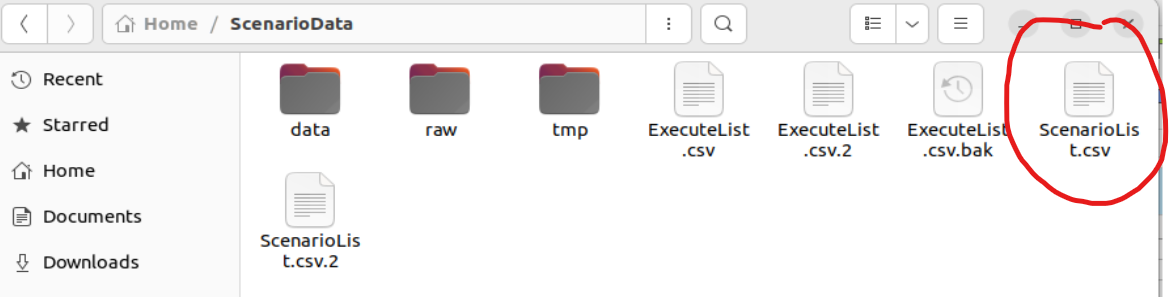 Home / ScenarioData
Recent
Starred
Home
Documents
Downloads
data
raw
tmp
ExecuteList
.csv
ExecuteList
.csv.2
ExecuteList
.csv.bak
ScenarioLis
t.csv
ScenarioLis
t.csv.2